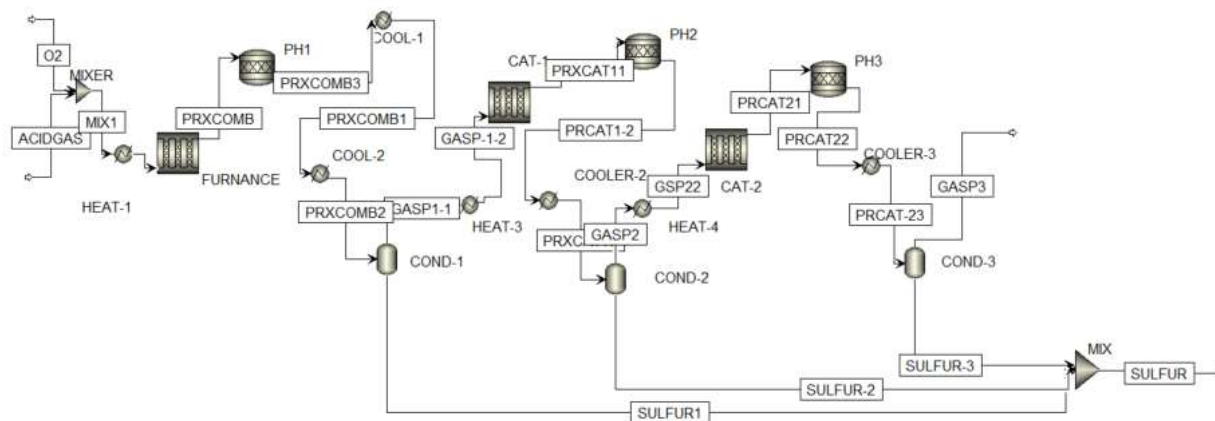 O2
MIXER
ACIDGAS
MIX1
HEAT-1
FURNANCE
PRXCOMB
PH1
PRXCOMB3
COOL-1
PRXCOMB1
COOL-2
PRXCOMB2
GASP1-1
COND-1
HEAT-3
GASP-1-2
CAT-1
PRXCAT11
PH2
PRCAT1-2
COOLER-2
GASP2
COND-2
HEAT-4
GSP22
CAT-2
PRCAT21
PH3
PRCAT22
COOLER-3
PRCAT-23
GASP3
COND-3
SULFUR-3
SULFUR-2
SULFUR1
MIX
SULFUR